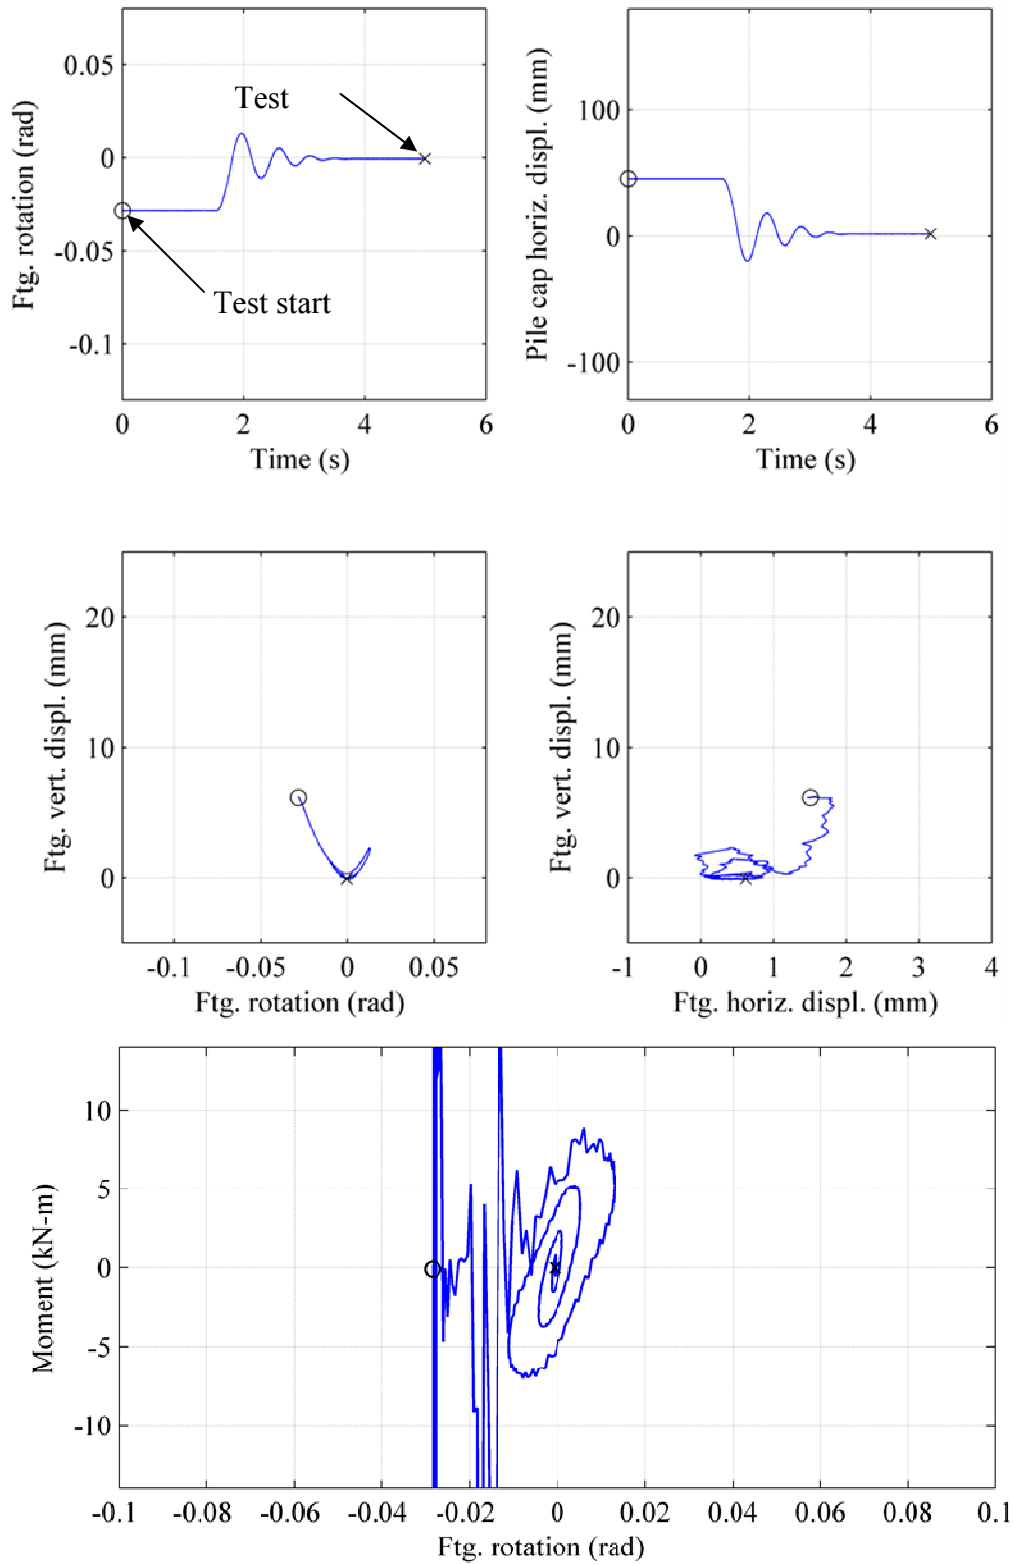 0.05
0
-0.05
-0.1
Ftg. rotation (rad)
Test
Test start
0 2 4 6
Time (s)
100
0
-100
Pile cap horiz. displ. (mm)
0 2 4 6
Time (s)
20
10
0
Ftg. vert. displ. (mm)
-0.1 -0.05 0 0.05
Ftg. rotation (rad)
20
10
0
Ftg. vert. displ. (mm)
-1 0 1 2 3 4
Ftg. horiz. displ. (mm)
10
5
0
-5
-10
Moment (kN-m)
-0.1 -0.08 -0.06 -0.04 -0.02 0 0.02 0.04 0.06 0.08 0.1
Ftg. rotation (rad)